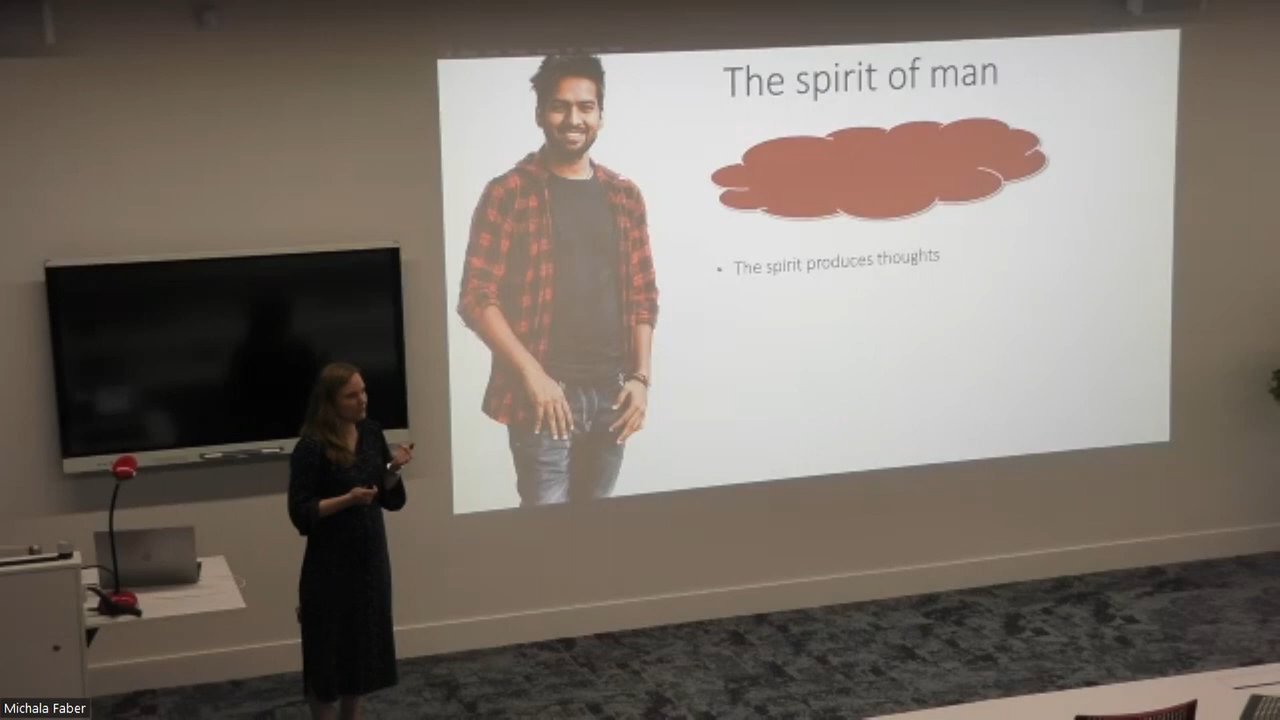 The spirit of man
• The spirit produces thoughts
Michala Faber